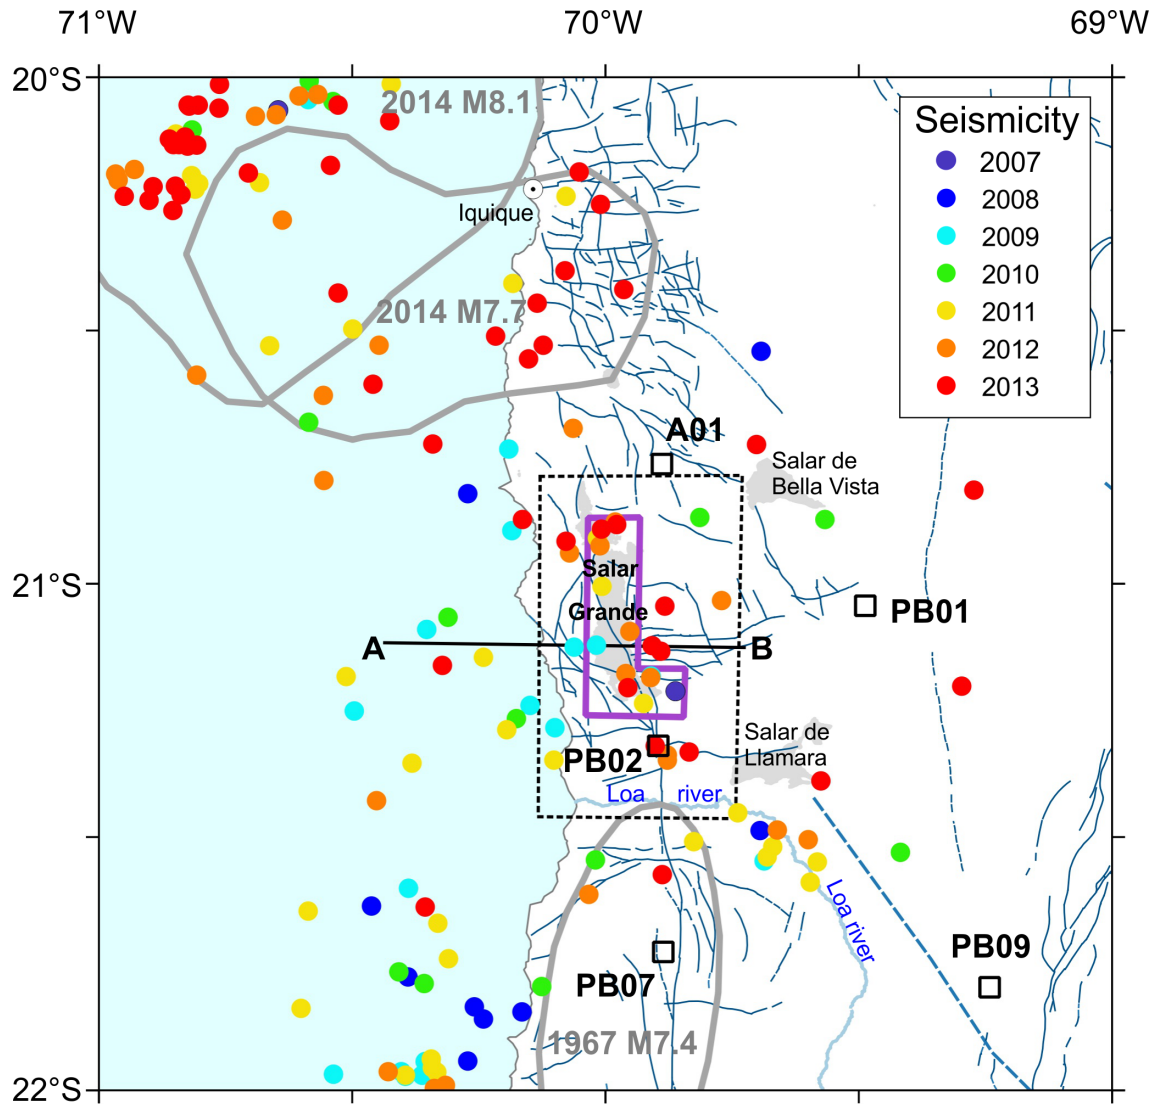 71°W
70°W
69°W
20°S
2014 M8.1
Seismicity
2007
2008
2009
2010
2011
2012
2013
Iquique
2014 M7.7
A01
Salar de
Bella Vista
21°S
Salar
Grande
PB01
A
B
Salar de
Llamara
PB02
Loa river
Loa river
PB09
PB07
1967 M7.4
22°S